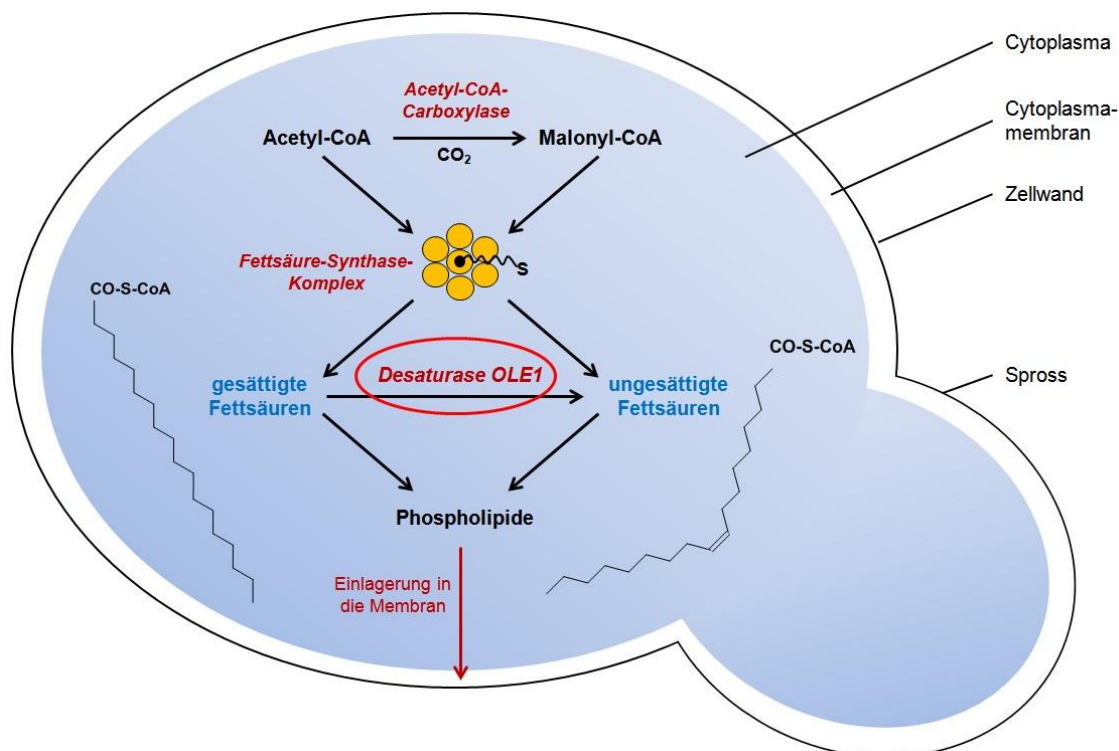 Cytoplasma
Acetyl-CoA-
Carboxylase
Cytoplasma-
membran
Acetyl-CoA
CO₂
Malonyl-CoA
Zellwand
Fettsäure-Synthase-
Komplex
S
CO-S-CoA
CO-S-CoA
gesättigte
Fettsäuren
Desaturase OLE1
ungesättigte
Fettsäuren
Spross
Phospholipide
Einlagerung in
die Membran